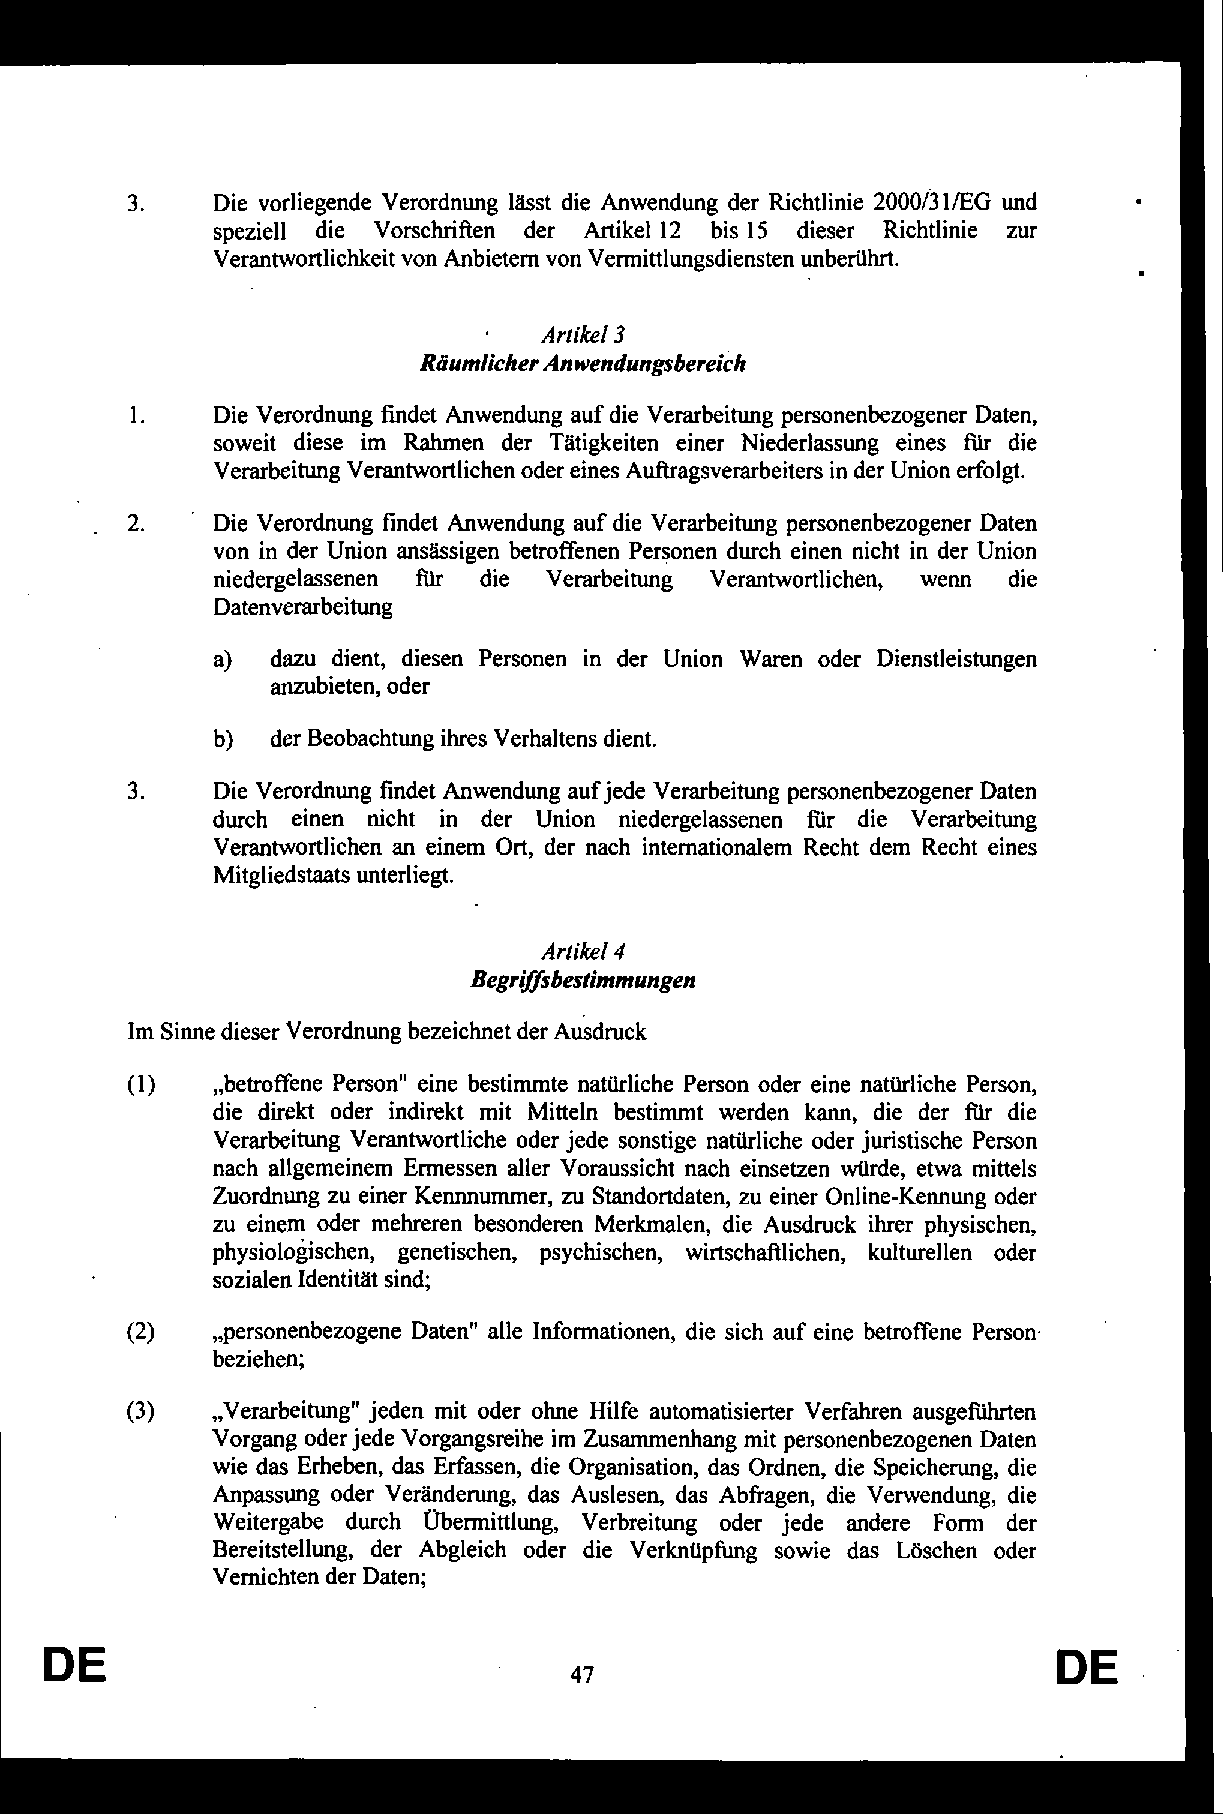 3. Die vorliegende Verordnung lässt die Anwendung der Richtlinie 2000/31/EG und
speziell die Vorschriften der Artikel 12 bis 15 dieser Richtlinie zur
Verantwortlichkeit von Anbietern von Vermittlungsdiensten unberührt.
Artikel 3
Räumlicher Anwendungsbereich
1. Die Verordnung findet Anwendung auf die Verarbeitung personenbezogener Daten,
soweit diese im Rahmen der Tätigkeiten einer Niederlassung eines für die
Verarbeitung Verantwortlichen oder eines Auftragsverarbeiters in der Union erfolgt.
2. Die Verordnung findet Anwendung auf die Verarbeitung personenbezogener Daten
von in der Union ansässigen betroffenen Personen durch einen nicht in der Union
niedergelassenen für die Verarbeitung Verantwortlichen, wenn die
Datenverarbeitung
a) dazu dient, diesen Personen in der Union Waren oder Dienstleistungen
anzubieten, oder
b) der Beobachtung ihres Verhaltens dient.
3. Die Verordnung findet Anwendung auf jede Verarbeitung personenbezogener Daten
durch einen nicht in der Union niedergelassenen für die Verarbeitung
Verantwortlichen an einem Ort, der nach internationalem Recht dem Recht eines
Mitgliedstaats unterliegt.
Artikel 4
Begriffsbestimmungen
Im Sinne dieser Verordnung bezeichnet der Ausdruck
(1) „betroffene Person" eine bestimmte natürliche Person oder eine natürliche Person,
die direkt oder indirekt mit Mitteln bestimmt werden kann, die der für die
Verarbeitung Verantwortliche oder jede sonstige natürliche oder juristische Person
nach allgemeinem Ermessen aller Voraussicht nach einsetzen würde, etwa mittels
Zuordnung zu einer Kennnummer, zu Standortdaten, zu einer Online-Kennung oder
zu einem oder mehreren besonderen Merkmalen, die Ausdruck ihrer physischen,
physiologischen, genetischen, psychischen, wirtschaftlichen, kulturellen oder
sozialen Identität sind;
(2) „personenbezogene Daten" alle Informationen, die sich auf eine betroffene Person
beziehen;
(3) „Verarbeitung" jeden mit oder ohne Hilfe automatisierter Verfahren ausgeführten
Vorgang oder jede Vorgangsreihe im Zusammenhang mit personenbezogenen Daten
wie das Erheben, das Erfassen, die Organisation, das Ordnen, die Speicherung, die
Anpassung oder Veränderung, das Auslesen, das Abfragen, die Verwendung, die
Weitergabe durch Übermittlung, Verbreitung oder jede andere Form der
Bereitstellung, der Abgleich oder die Verknüpfung sowie das Löschen oder
Vernichten der Daten;
DE 47 DE